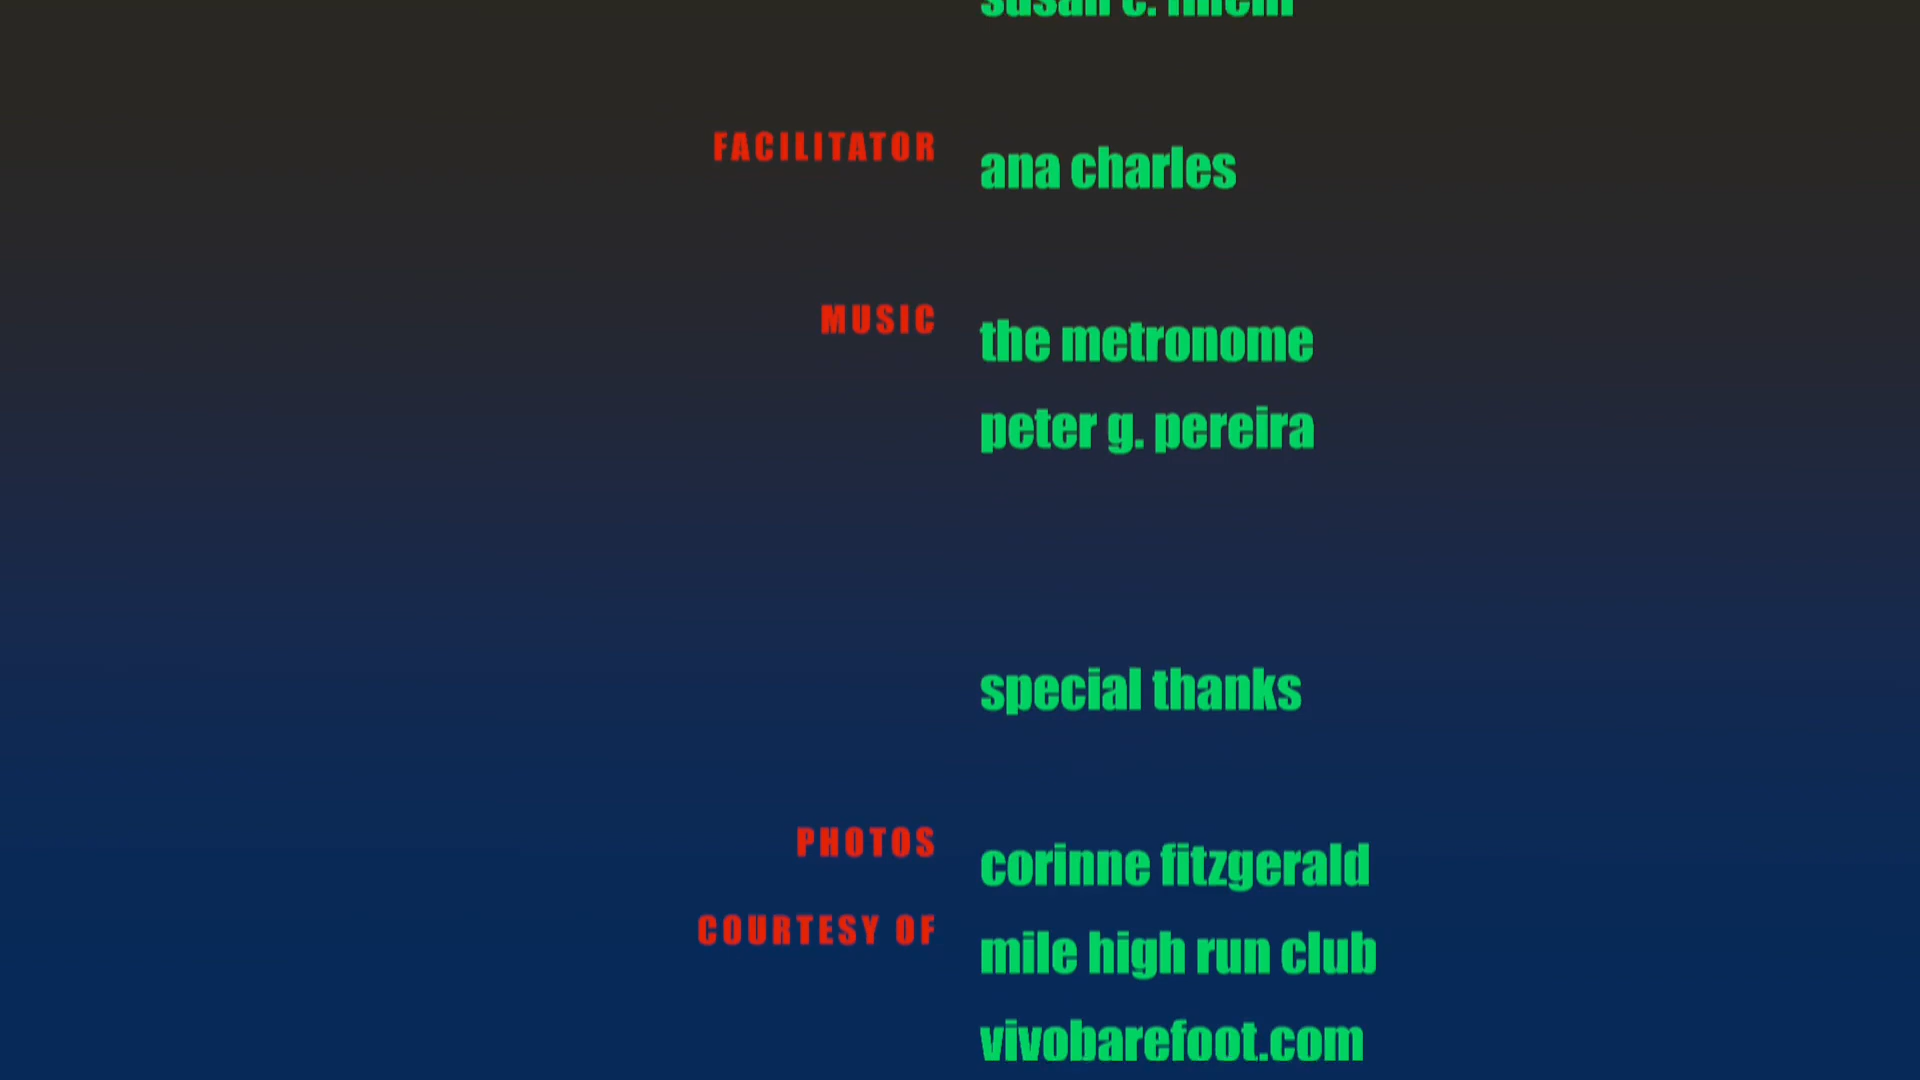 susan c.
FACILITATOR ana charles
MUSIC the metronome
peter g. pereira
special thanks
PHOTOS corinne fitzgerald
COURTESY OF mile high run club
vivobarefoot.com